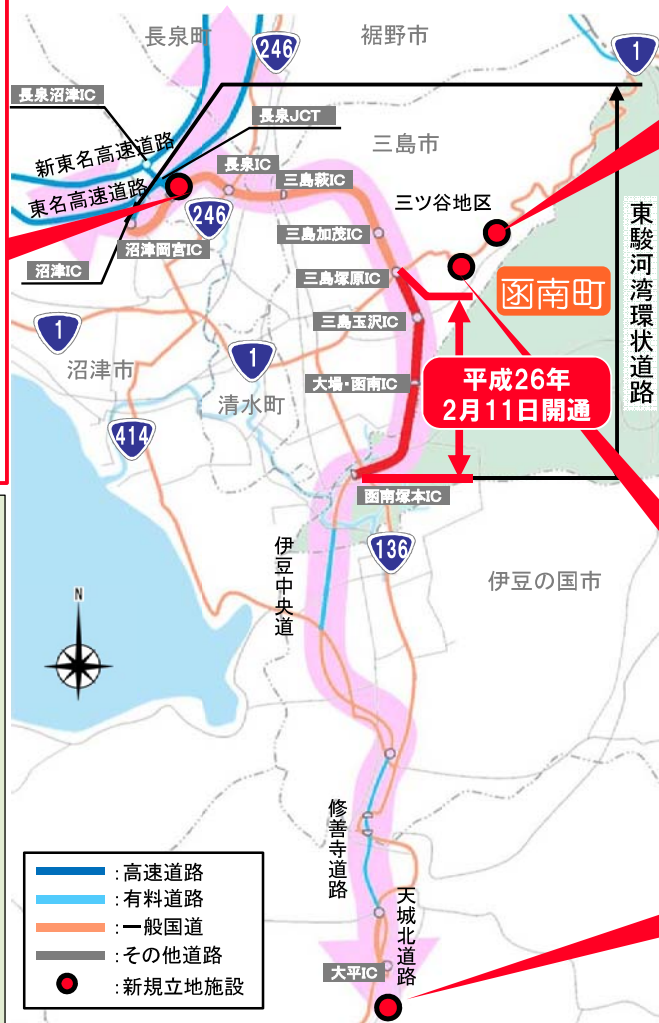 長泉町
裾野市
246
1
長泉沼津IC
長泉JCT
三島市
新東名高速道路
長泉IC
三島萩IC
東名高速道路
三ツ谷地区
246
三島加茂IC
沼津岡宮IC
沼津IC
三島塚原IC
函南町
東駿河湾環状道路
三島玉沢IC
1
1
沼津市
大場・函南IC
平成26年
2月11日開通
清水町
414
函南塚本IC
伊豆中央道
136
伊豆の国市
N
修善寺道路
天城北道路
大平IC
:高速道路
:有料道路
:一般国道
:その他道路
:新規立地施設